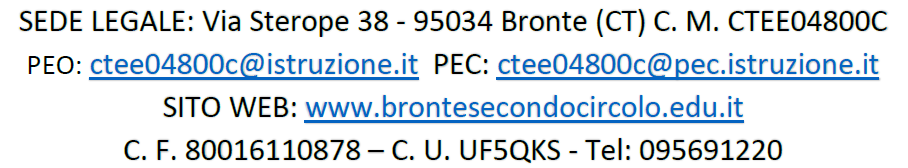 SEDE LEGALE: Via Sterope 38 - 95034 Bronte (CT) C. M. CTEE04800C
PEO: ctee04800c@istruzione.it PEC: ctee04800c@pec.istruzione.it
SITO WEB: www.brontesecondocircolo.edu.it
C. F. 80016110878 – C. U. UF5QKS - Tel: 095691220